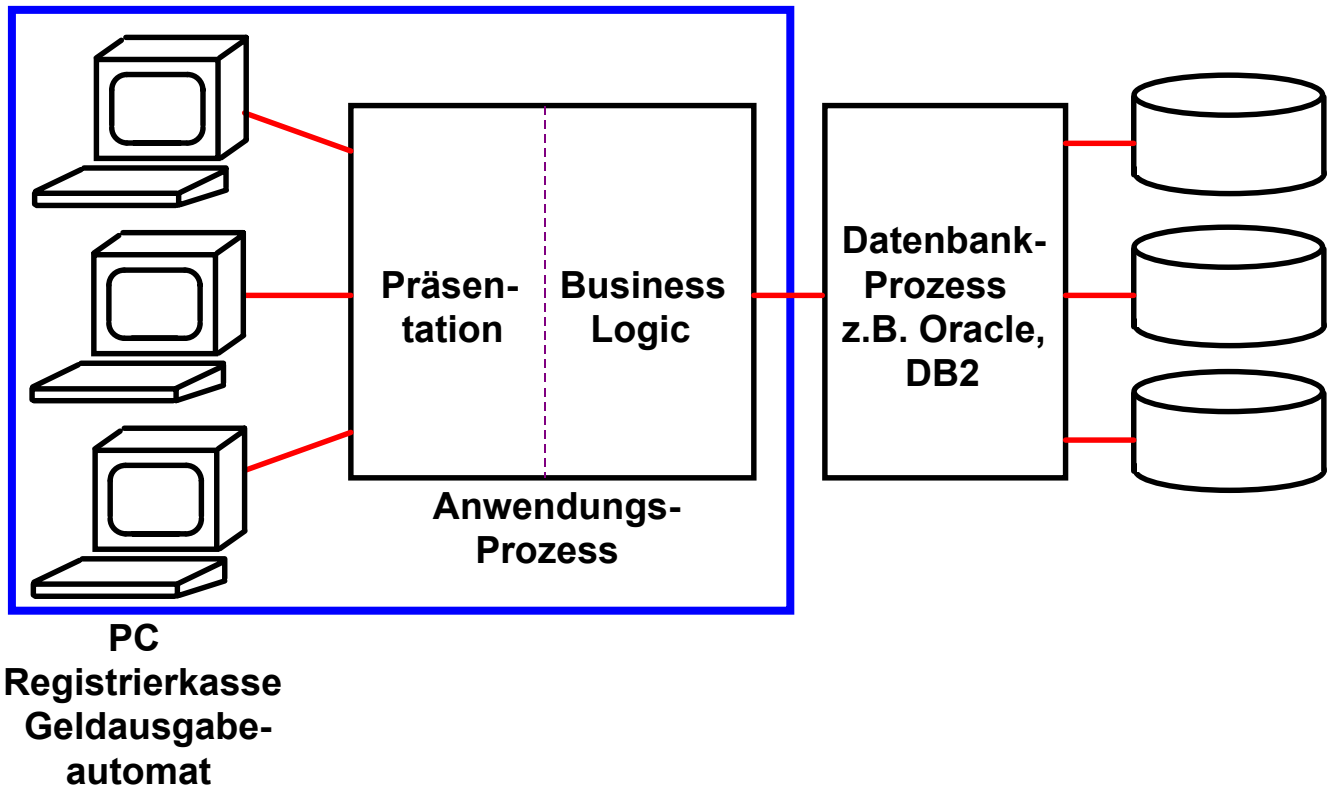 Präsen-
tation
Business
Logic
Datenbank-
Prozess
z.B. Oracle,
DB2
Anwendungs-
Prozess
PC
Registrierkasse
Geldausgabe-
automat